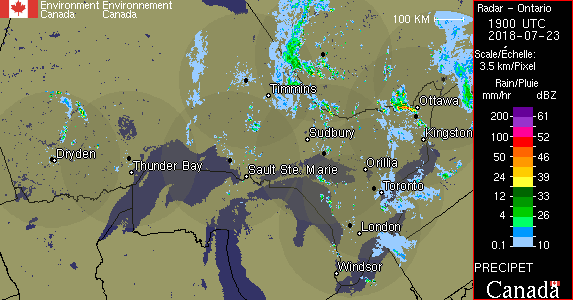 Environment Environnement
Canada Canada
100 KM
Timmins
Ottawa
Sudbury
Kingston
Dryden
Thunder Bay
Sault Ste. Marie
Orillia
Toronto
London
Windsor
Radar - Ontario
1900 UTC
2018-07-23
Scale/Échelle:
3.5 km/Pixel
Rain/Pluie
mm/hr dBZ
200 61
100 52
50 46
24 39
12 33
4 26
0.1 10
PRECIPET
Canada